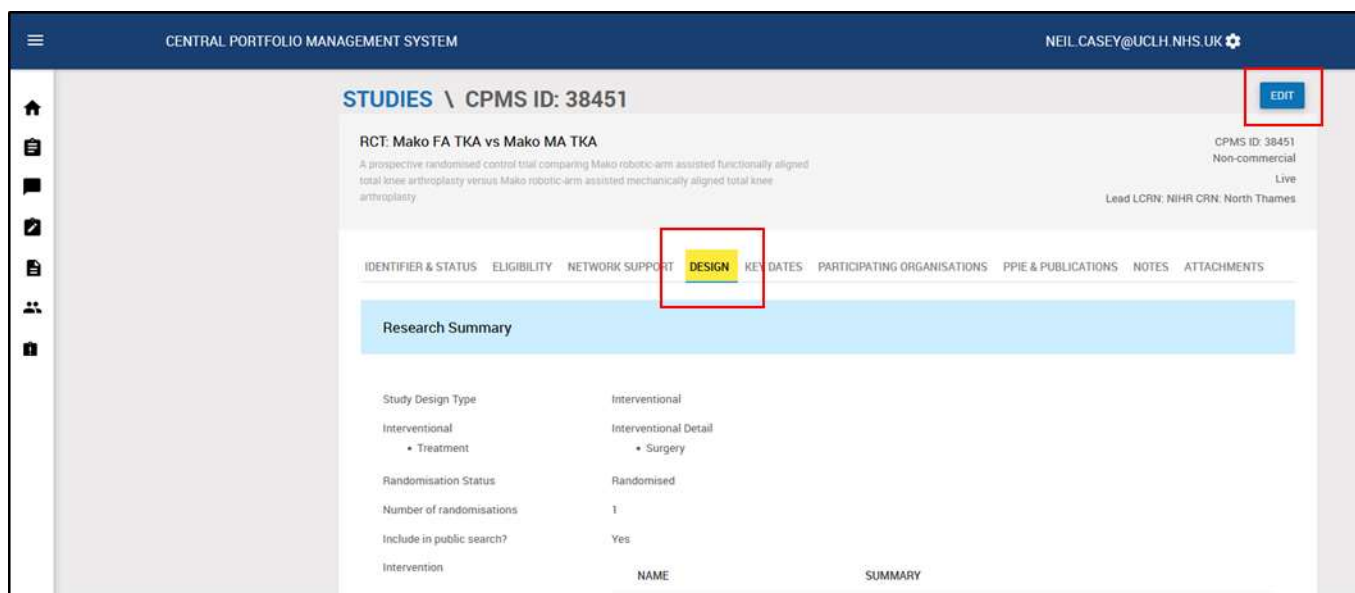 CENTRAL PORTFOLIO MANAGEMENT SYSTEM
NEIL.CASEY@UCLH.NHS.UK
STUDIES \ CPMS ID: 38451
EDIT
RCT: Mako FA TKA vs Mako MA TKA
A prospective randomised control trial comparing Mako robotic-arm assisted functionally aligned
total knee arthroplasty versus Mako robotic-arm assisted mechanically aligned total knee
arthroplasty
CPMS ID: 38451
Non-commercial
Live
Lead LCRN: NIHR CRN: North Thames
IDENTIFIER & STATUS ELIGIBILITY NETWORK SUPPORT DESIGN KEY DATES PARTICIPATING ORGANISATIONS PPIE & PUBLICATIONS NOTES ATTACHMENTS
Research Summary
Study Design Type Interventional
Interventional Interventional Detail
• Treatment • Surgery
Randomisation Status Randomised
Number of randomisations 1
Include in public search? Yes
Intervention
NAME SUMMARY